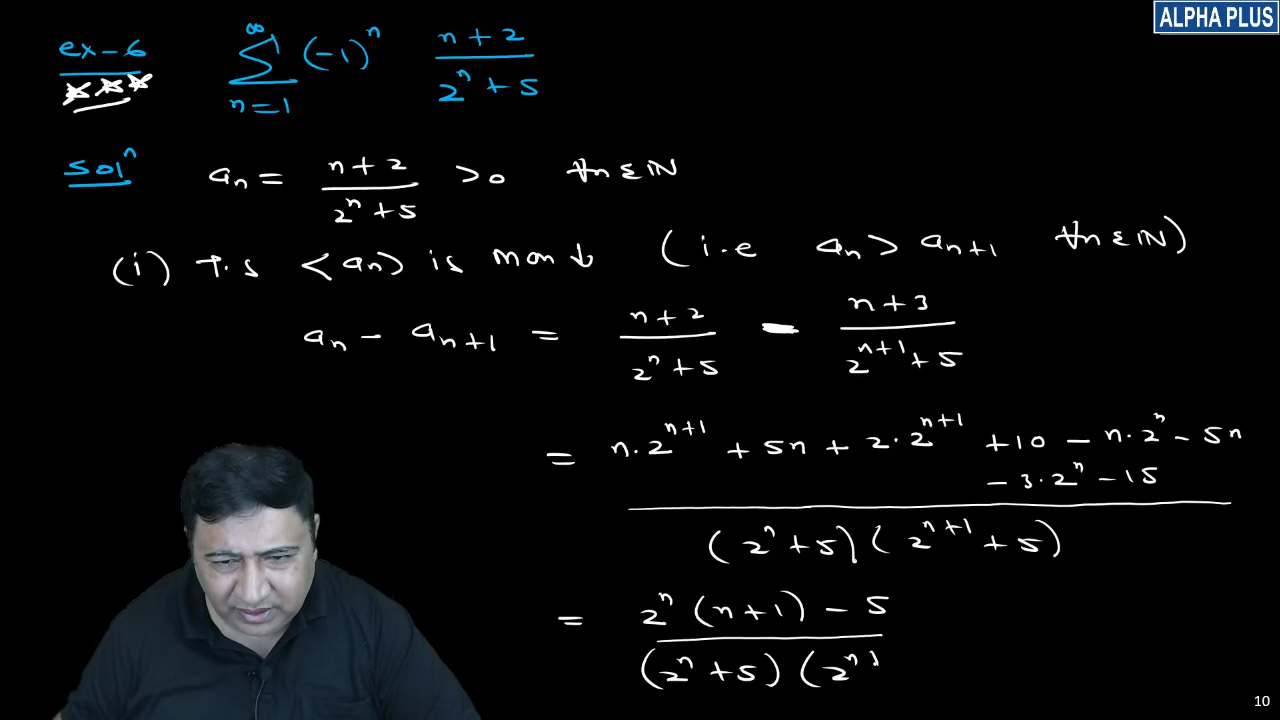 ALPHA PLUS
ex-6 ∞ ∑ n=1 (-1)^n (n+2)/(2^n+5)
Sol^n a_n = (n+2)/(2^n+5) >0 ∀n∈ℕ
(i) T.S <a_n> is mon↓ (i.e a_n > a_{n+1} ∀n∈ℕ)
a_n - a_{n+1} = (n+2)/(2^n+5) - (n+3)/(2^{n+1}+5)
= n.2^{n+1} + 5n + 2.2^{n+1} +10 - n.2^n - 5n
- 3.2^n - 15
(2^n+5)(2^{n+1}+5)
= 2^n(n+1) - 5
(2^n+5)(2^n
10